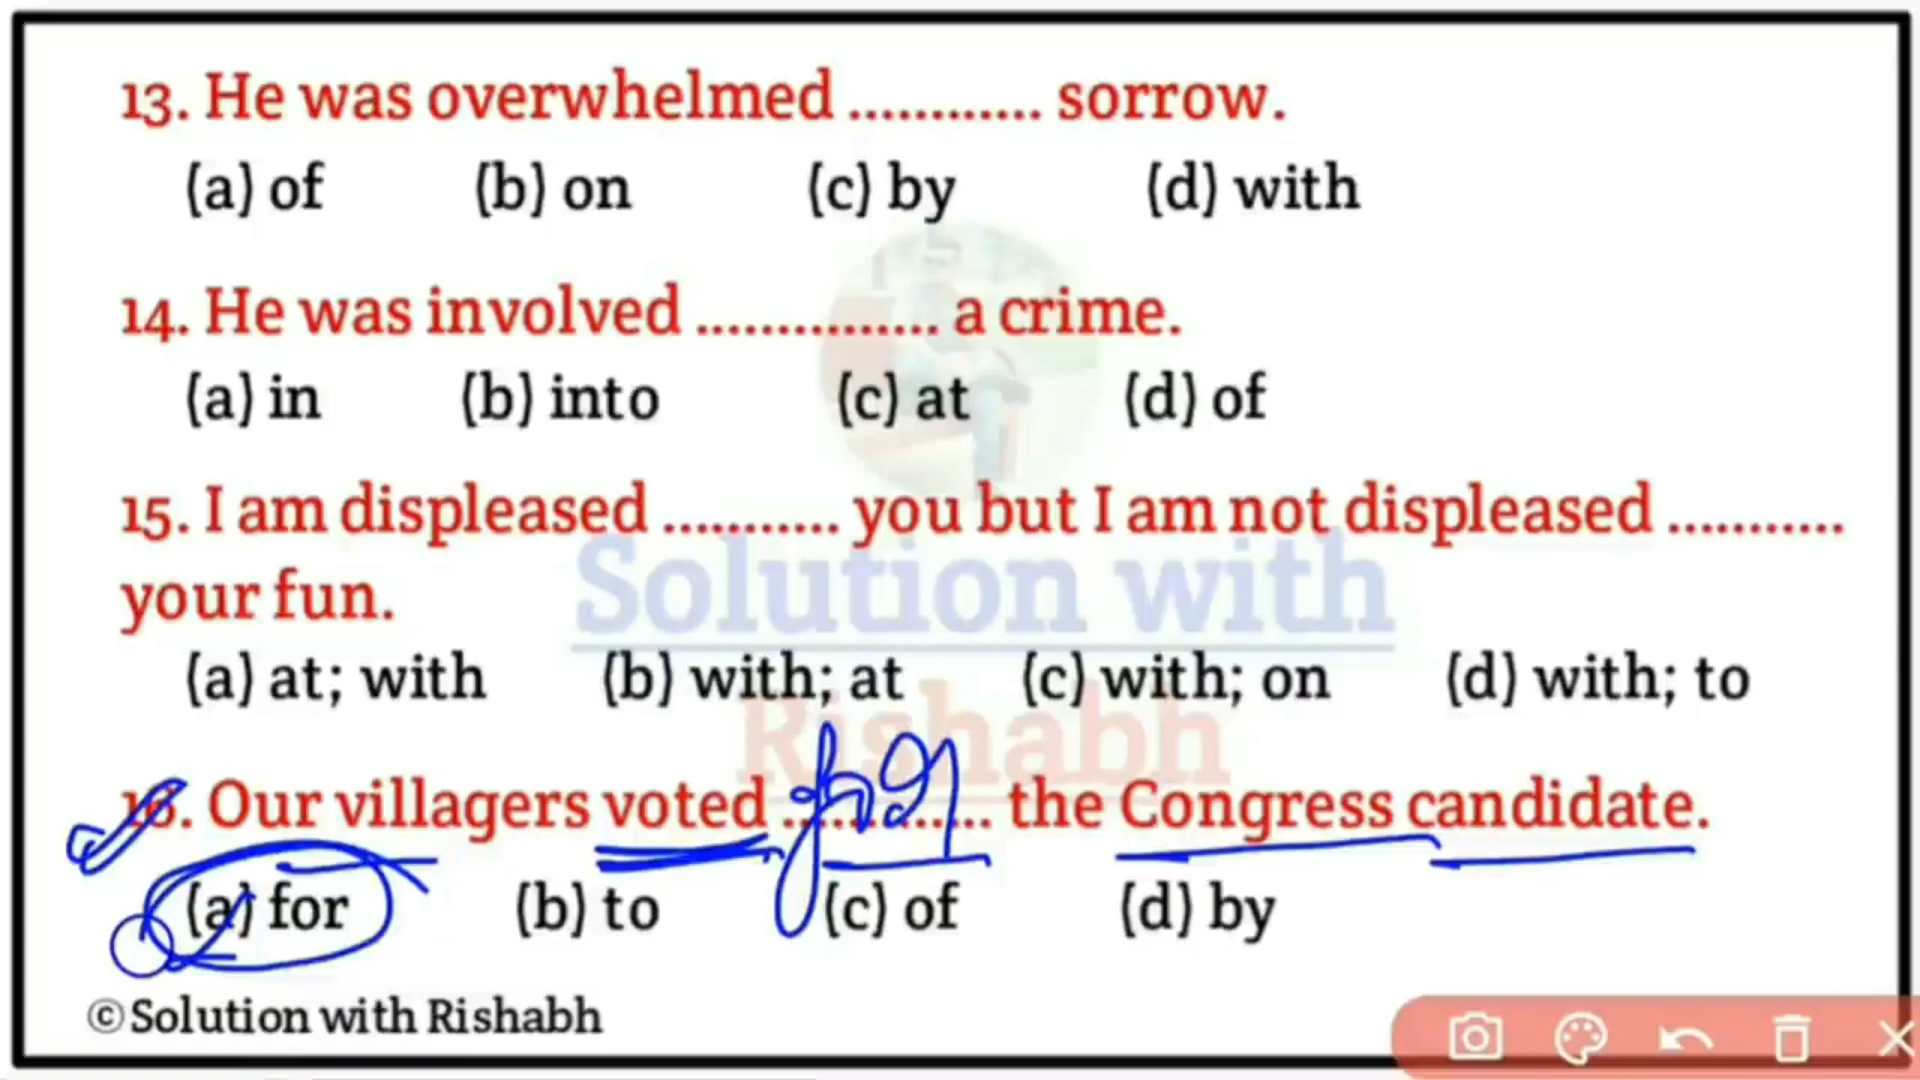 13. He was overwhelmed ............ sorrow.
(a) of (b) on (c) by (d) with
14. He was involved ............... a crime.
(a) in (b) into (c) at (d) of
15. I am displeased ........... you but I am not displeased ...........
your fun.
(a) at; with (b) with; at (c) with; on (d) with; to
Solution with
Rishabh
16. Our villagers voted ............. the Congress candidate.
(a) for (b) to (c) of (d) by
©Solution with Rishabh